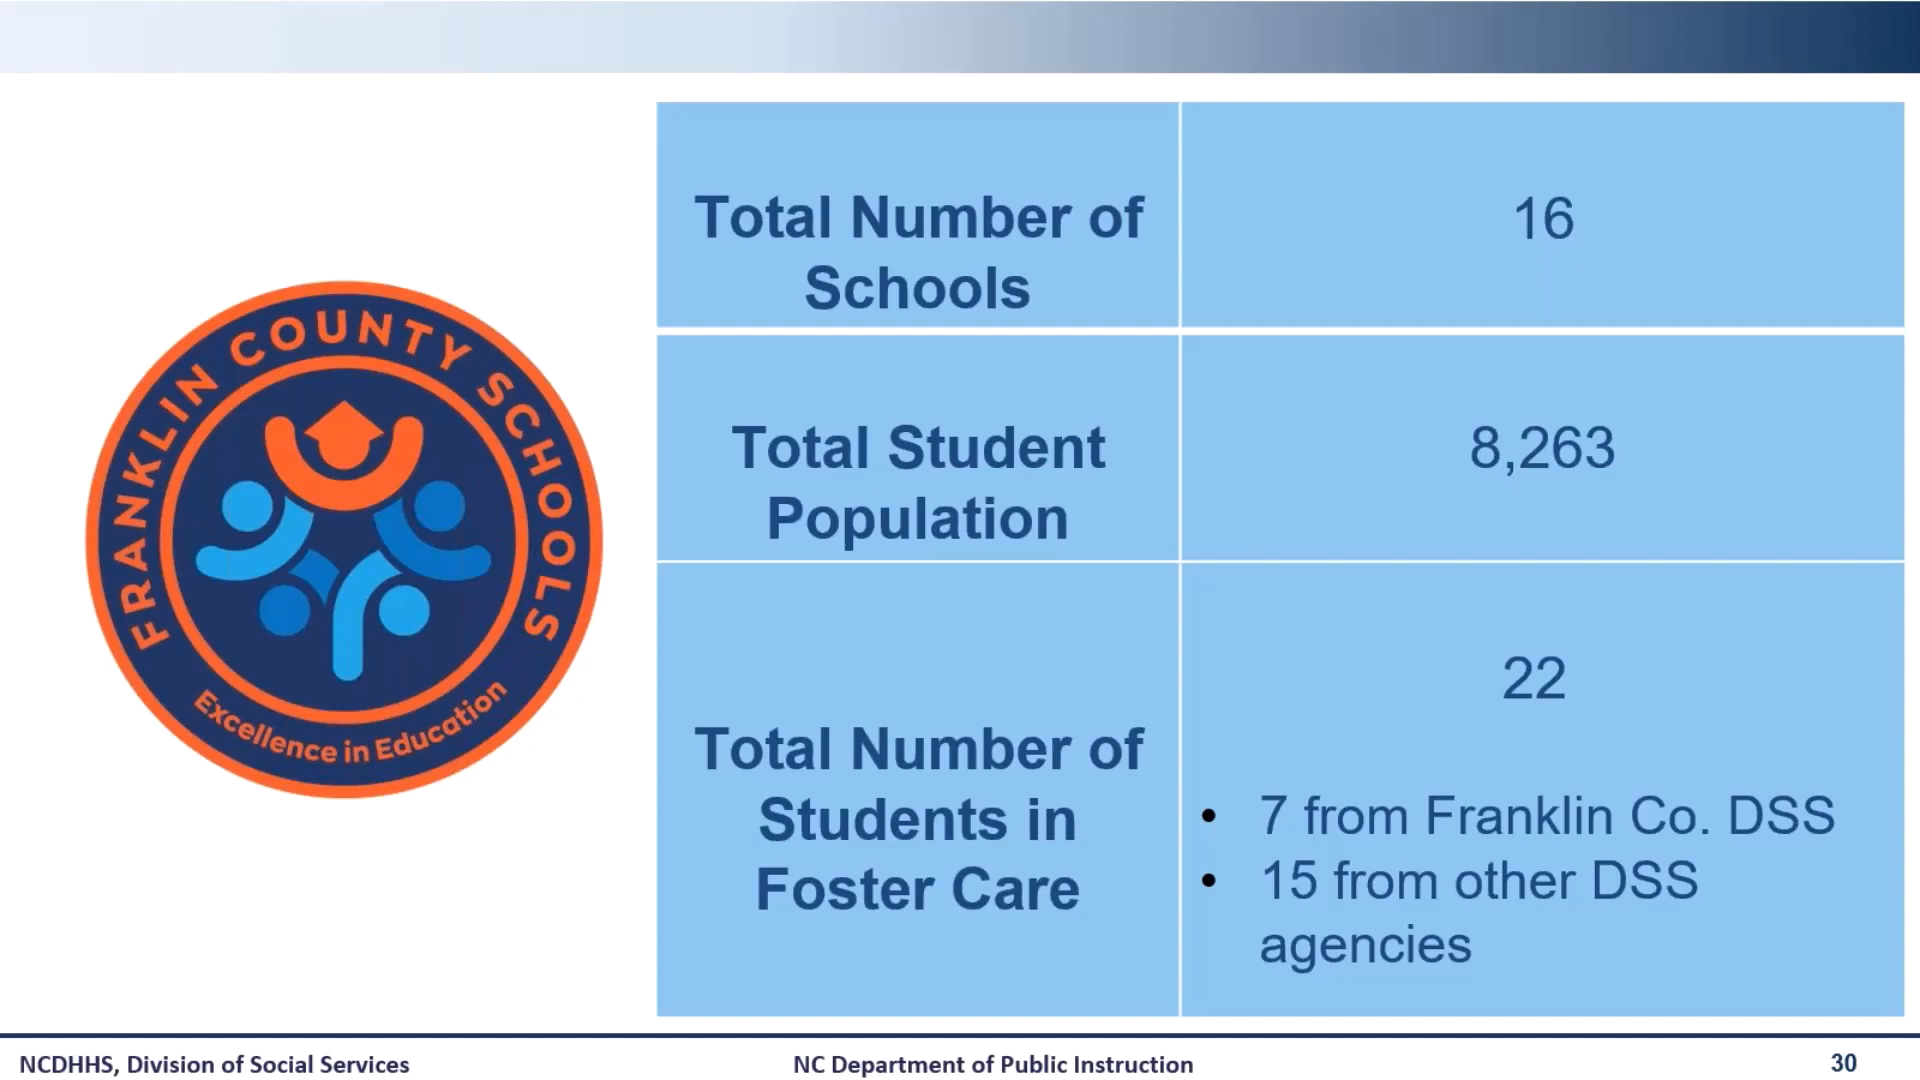 FRANKLIN COUNTY SCHOOLS
Excellence in Education
Total Number of
Schools
16
Total Student
Population
8,263
Total Number of
Students in
Foster Care
22
• 7 from Franklin Co. DSS
• 15 from other DSS
agencies
NCDHHS, Division of Social Services
NC Department of Public Instruction
30